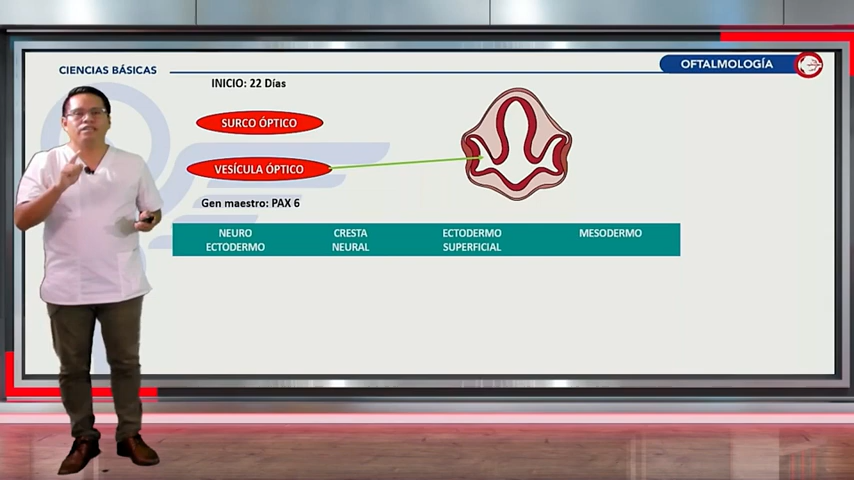 CIENCIAS BÁSICAS
OFTALMOLOGÍA
INICIO: 22 Días
SURCO ÓPTICO
VESÍCULA ÓPTICO
Gen maestro: PAX 6
NEURO
ECTODERMO
CRESTA
NEURAL
ECTODERMO
SUPERFICIAL
MESODERMO